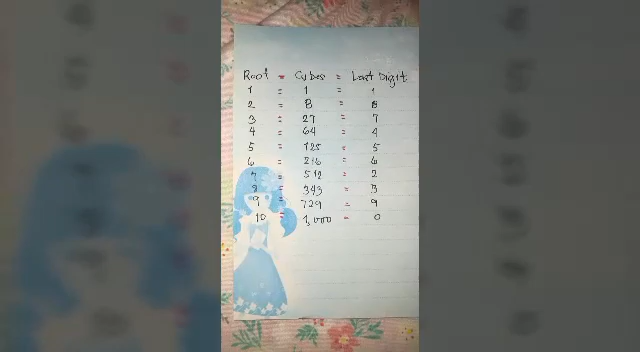 Root = Cubes = Last Digit
1 = 1 = 1
2 = 8 = 8
3 = 27 = 7
4 = 64 = 4
5 = 125 = 5
6 = 216 = 6
7 = 512 = 2
8 = 343 = 3
9 = 729 = 9
10 = 1,000 = 0